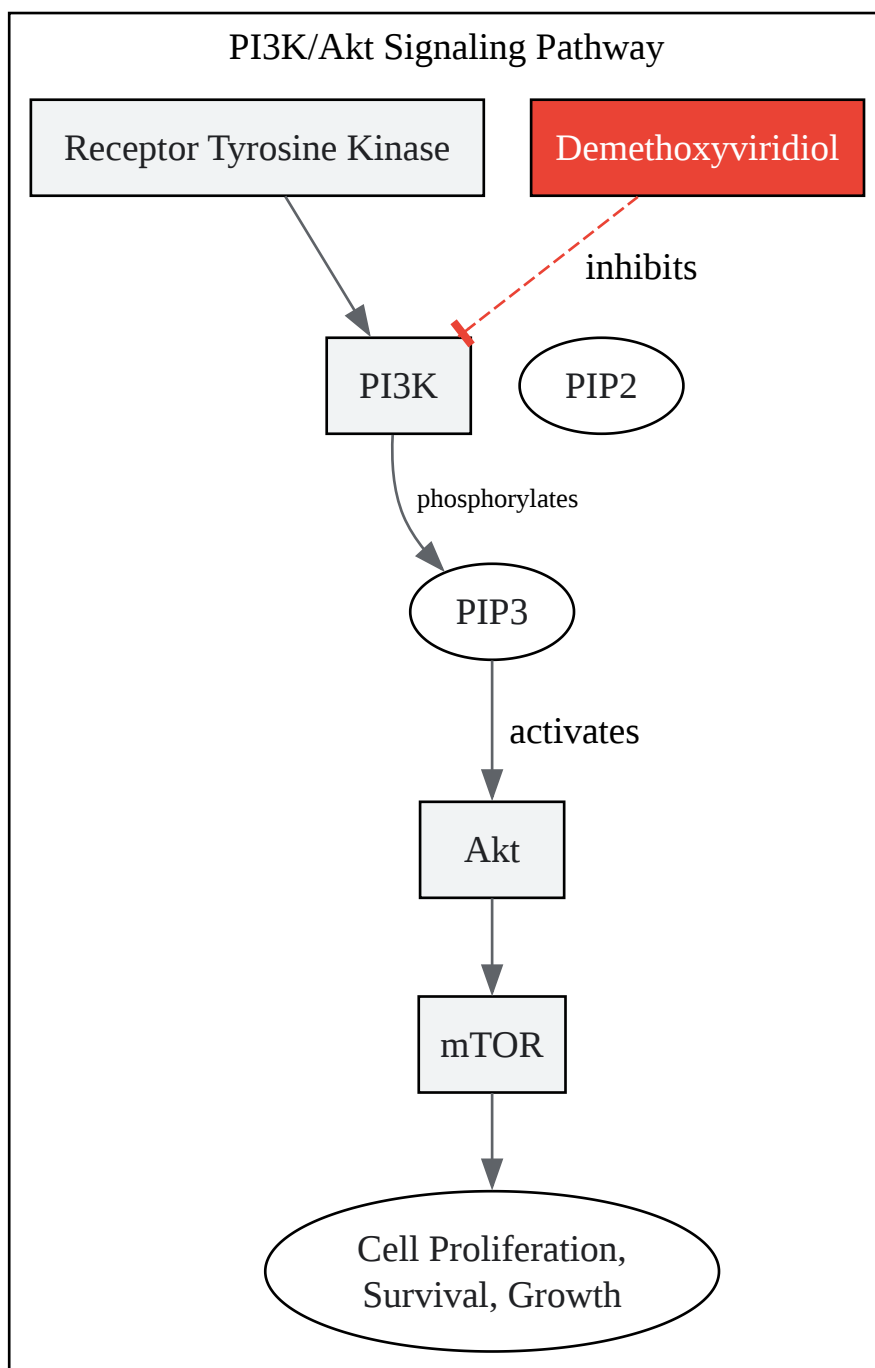 PI3K/Akt Signaling Pathway
Receptor Tyrosine Kinase
Demethoxyviridiol
inhibits
PI3K
PIP2
phosphorylates
PIP3
activates
Akt
mTOR
Cell Proliferation,
Survival, Growth